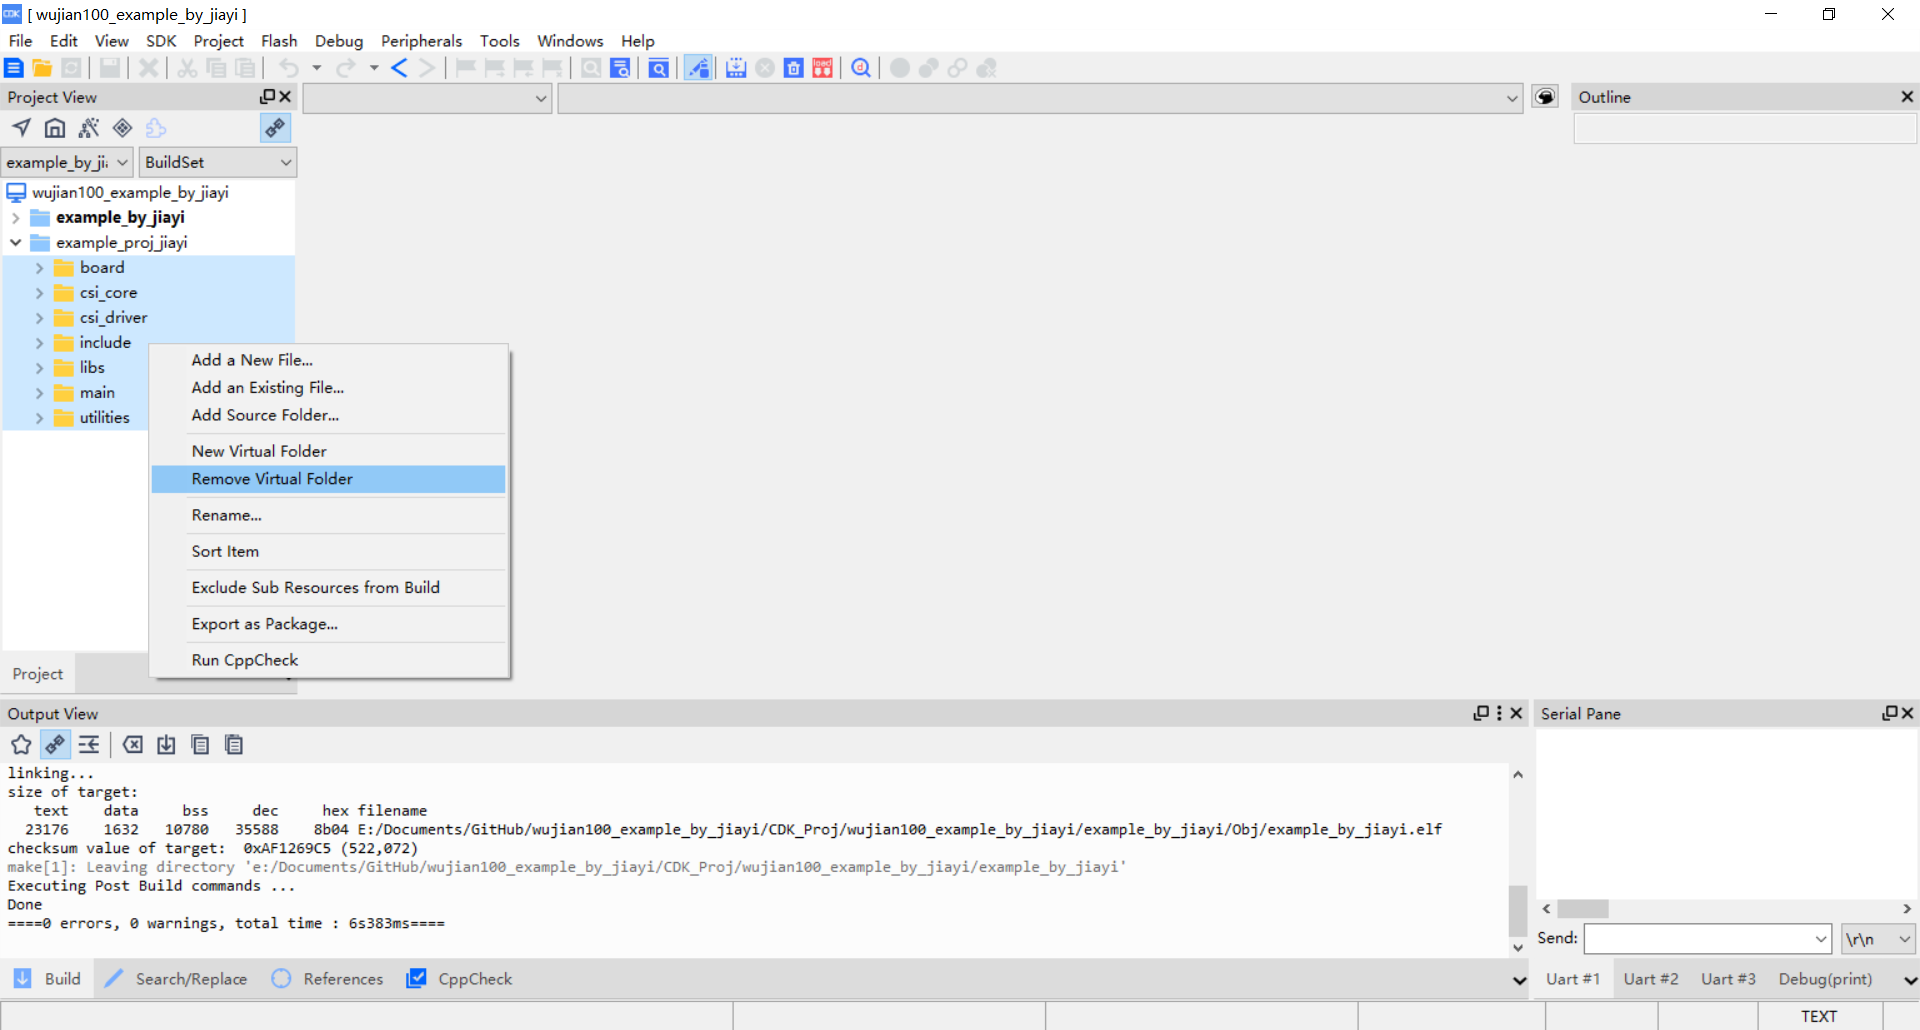 CDK [ wujian100_example_by_jiayi ]
File Edit View SDK Project Flash Debug Peripherals Tools Windows Help
load
Project View
Outline
example_by_ji
BuildSet
wujian100_example_by_jiayi
example_by_jiayi
example_proj_jiayi
board
csi_core
csi_driver
include
libs
main
utilities
Add a New File...
Add an Existing File...
Add Source Folder...
New Virtual Folder
Remove Virtual Folder
Rename...
Sort Item
Exclude Sub Resources from Build
Export as Package...
Run CppCheck
Project
Output View
Serial Pane
linking...
size of target:
text data bss dec hex filename
23176 1632 10780 35588 8b04 E:/Documents/GitHub/wujian100_example_by_jiayi/CDK_Proj/wujian100_example_by_jiayi/example_by_jiayi/Obj/example_by_jiayi.elf
checksum value of target: 0xAF1269C5 (522,072)
make[1]: Leaving directory 'e:/Documents/GitHub/wujian100_example_by_jiayi/CDK_Proj/wujian100_example_by_jiayi/example_by_jiayi'
Executing Post Build commands ...
Done
====0 errors, 0 warnings, total time : 6s383ms====
Send:
\r\n
Build Search/Replace References CppCheck
Uart #1 Uart #2 Uart #3 Debug(print)
TEXT